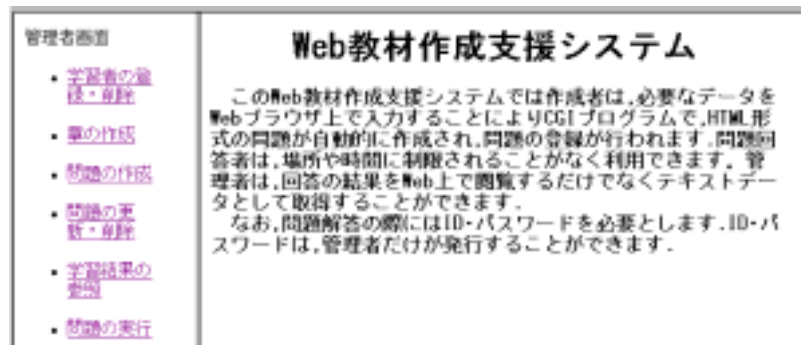 管理者画面
学習者の登
録・削除
章の作成
問題の作成
問題の更
新・削除
学習結果の
参照
問題の実行
Web教材作成支援システム
このWeb教材作成支援システムでは作成者は,必要なデータを
Webブラウザ上で入力することによりCGIプログラムで,HTML形
式の問題が自動的に作成され,問題の登録が行われます.問題回
答者は,場所や時間に制限されることがなく利用できます. 管
理者は,回答の結果をWeb上で閲覧するだけでなくテキストデー
タとして取得することができます.
なお,問題解答の際にはID・パスワードを必要とします.ID・パ
スワードは,管理者だけが発行することができます.